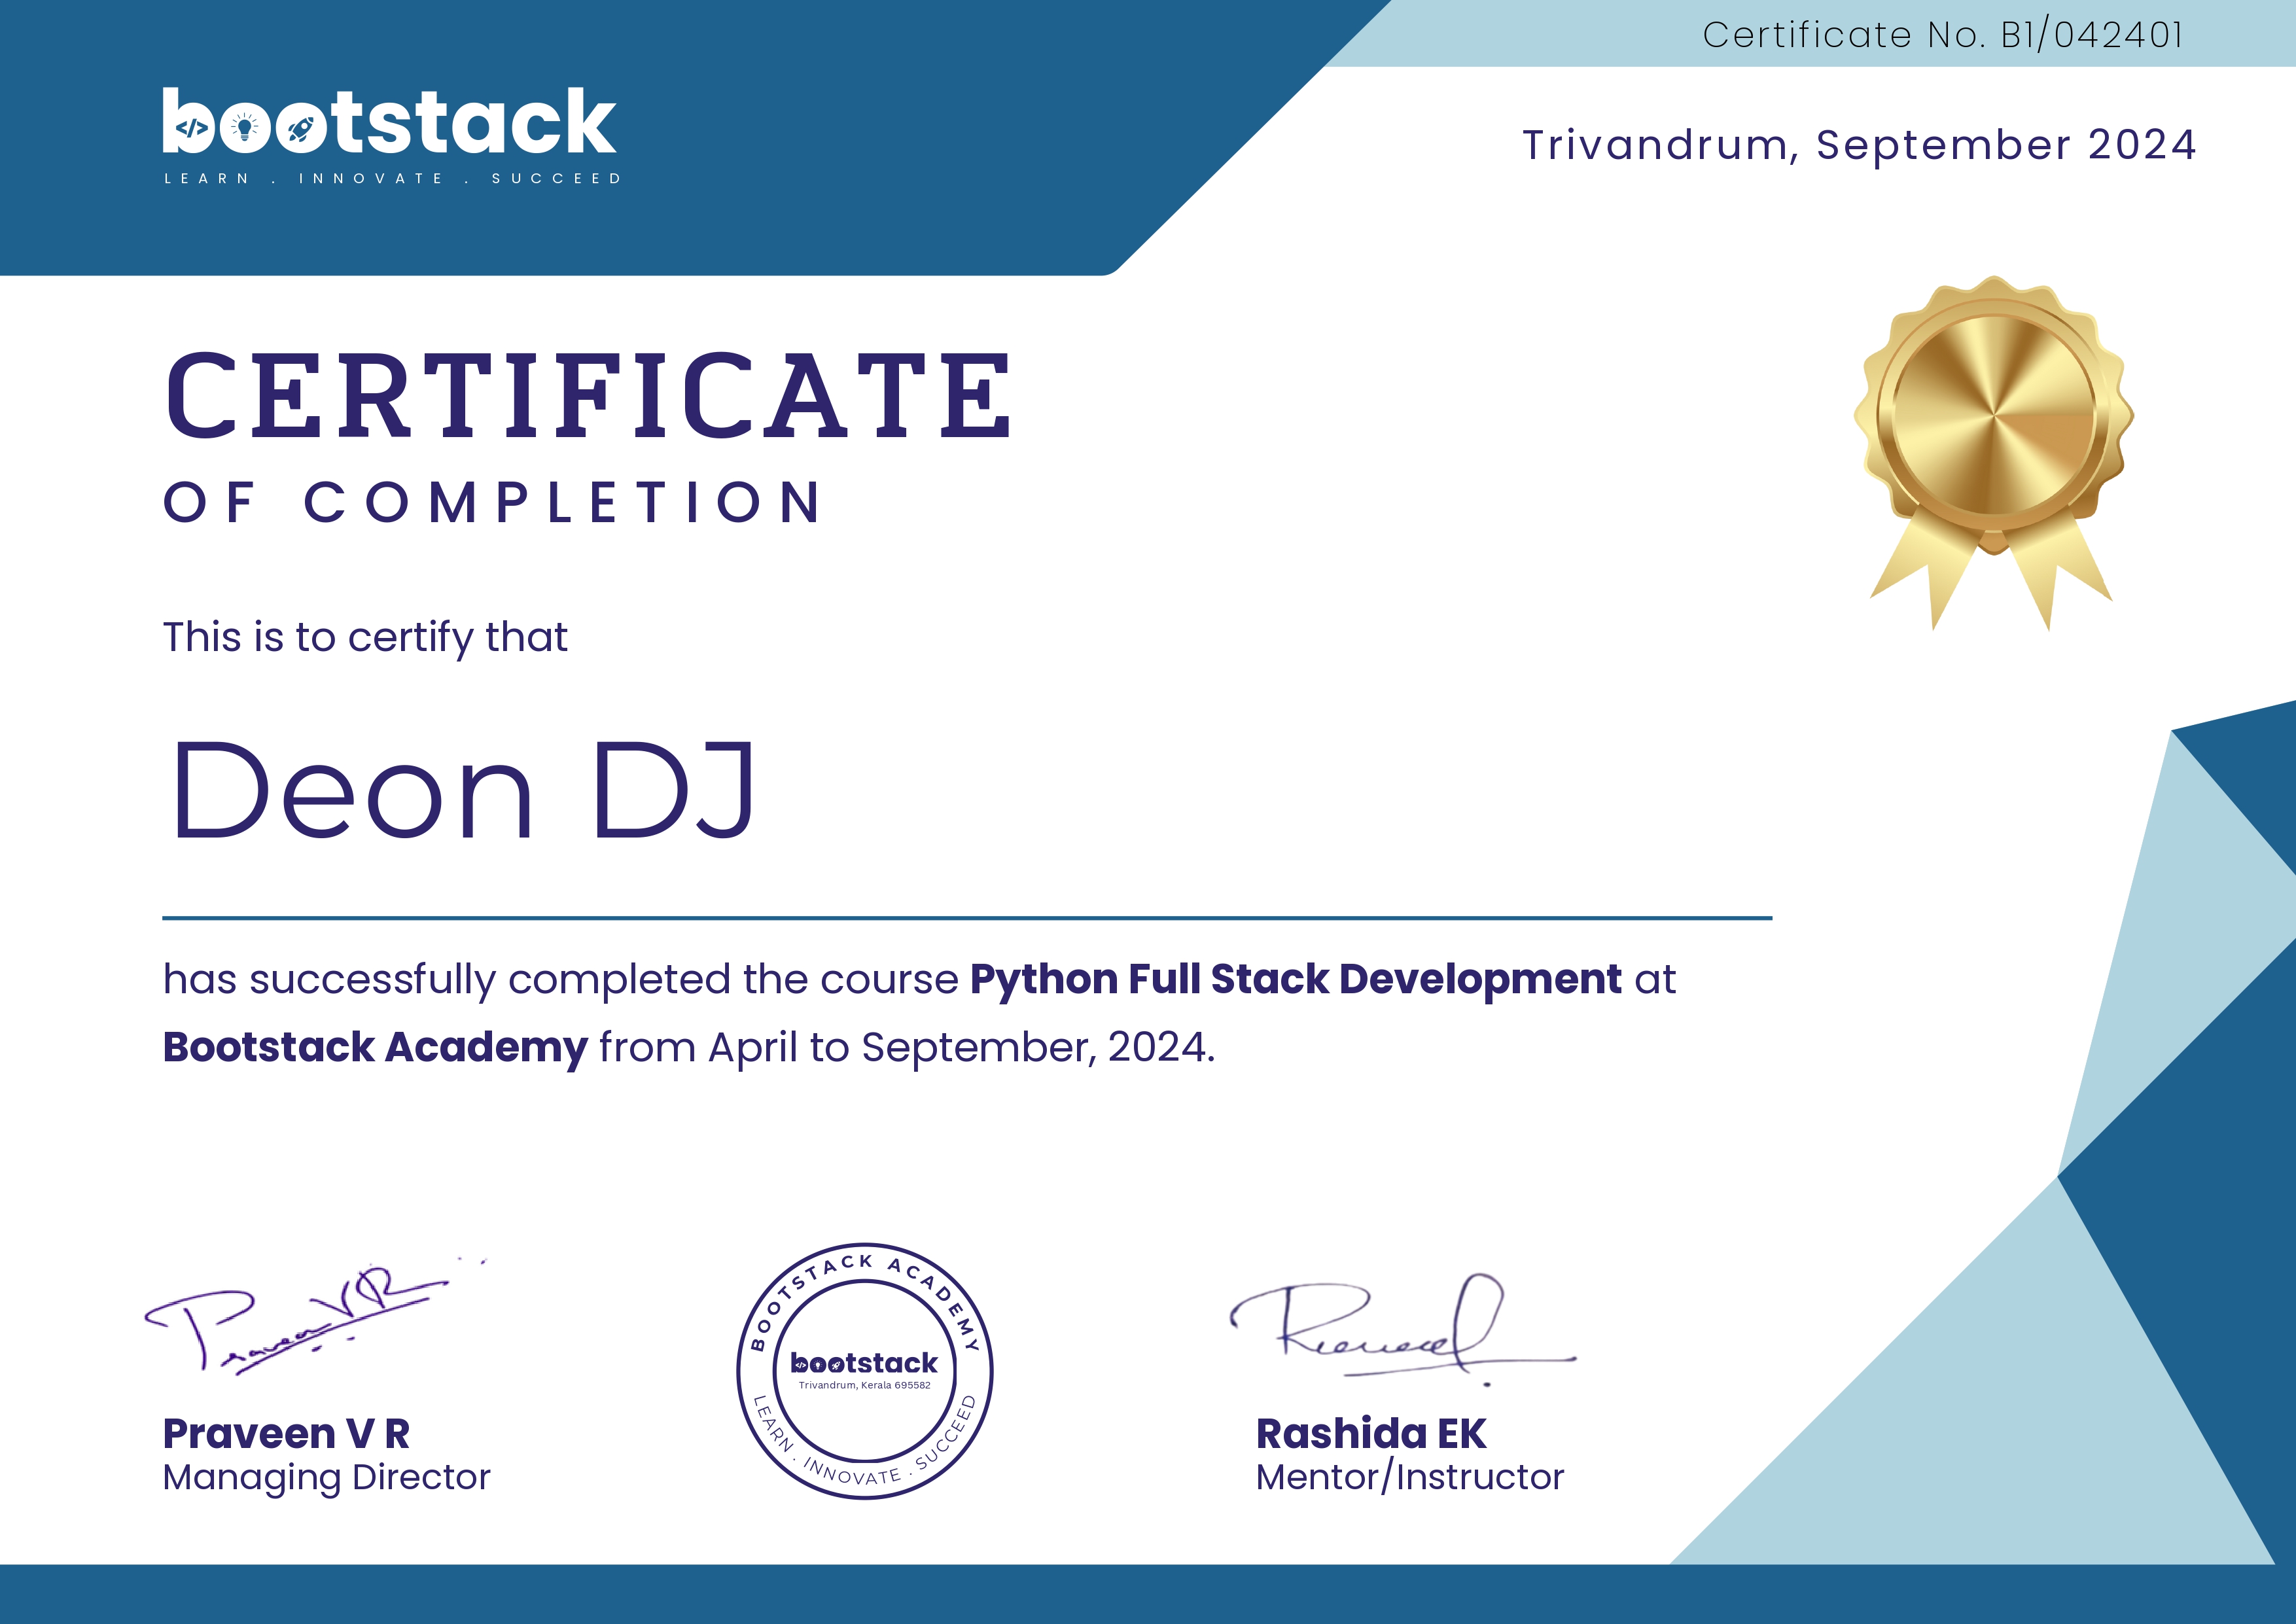 Certificate No. B1/042401
bootstack
LEARN . INNOVATE . SUCCEED
Trivandrum, September 2024
CERTIFICATE
OF COMPLETION
This is to certify that
Deon DJ
has successfully completed the course Python Full Stack Development at
Bootstack Academy from April to September, 2024.
Praveen V R
Praveen V R
Managing Director
BOOTSTACK ACADEMY
bootstack
Trivandrum, Kerala 695582
LEARN . INNOVATE . SUCCEED
Rashida EK
Mentor/Instructor